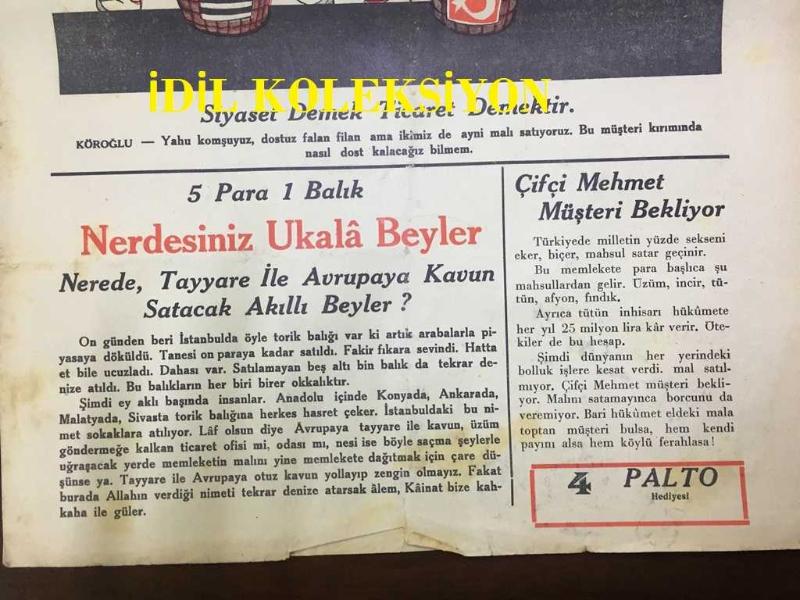 İDİL KOLEKSİYON
Siyaset Demek Ticaret Demektir.
KÖROĞLU — Yahu komşuyuz, dostuz falan filan ama ikimiz de ayni malı satıyoruz. Bu müşteri kırımında
nasıl dost kalacağız bilmem.
5 Para 1 Balık
Nerdesiniz Ukalâ Beyler
Nerede, Tayyare İle Avrupaya Kavun
Satacak Akıllı Beyler ?
On günden beri İstanbulda öyle torik balığı var ki artık arabalarla pi-
yasaya döküldü. Tanesi on paraya kadar satıldı. Fakir fıkara sevindi. Hatta
et bile ucuzladı. Dahası var. Satılamayan beş altı bin balık da tekrar de-
nize atıldı. Bu balıkların her biri birer okkalıktır.
Şimdi ey aklı başında insanlar. Anadolu içinde Konyada, Ankarada,
Malatyada, Sivasta torik balığına herkes hasret çeker. İstanbuldaki bu ni-
met sokaklara atılıyor. Lâf olsun diye Avrupaya tayyare ile kavun, üzüm
göndermeğe kalkan ticaret ofisi mi, odası mı, nesi ise böyle saçma şeylerle
uğraşacak yerde memleketin malını yine memlekete dağıtmak için çare dü-
şünse ya. Tayyare ile Avrupaya otuz kavun yollayıp zengin olmayız. Fakat
burada Allahın verdiği nimeti tekrar denize atarsak âlem, Kâinat bize kah-
kaha ile güler.
Çifçi Mehmet
Müşteri Bekliyor
Türkiyede milletin yüzde sekseni
eker, biçer, mahsul satar geçinir.
Bu memlekete para başlıca şu
mahsullardan gelir. Üzüm, incir, tü-
tün, afyon, fındık.
Ayrıca tütün inhisarı hükûmete
her yıl 25 milyon lira kâr verir. Öte-
kiler de bu hesap.
Şimdi dünyanın her yerindeki
bolluk işlere kesat verdi. mal satıl-
mıyor. Çifçi Mehmet müşteri bekli-
yor. Malını satamayınca borcunu da
veremiyor. Bari hükûmet eldeki mala
toptan müşteri bulsa, hem kendi
payını alsa hem köylü ferahlasa!
4 PALTO
Hediyesi